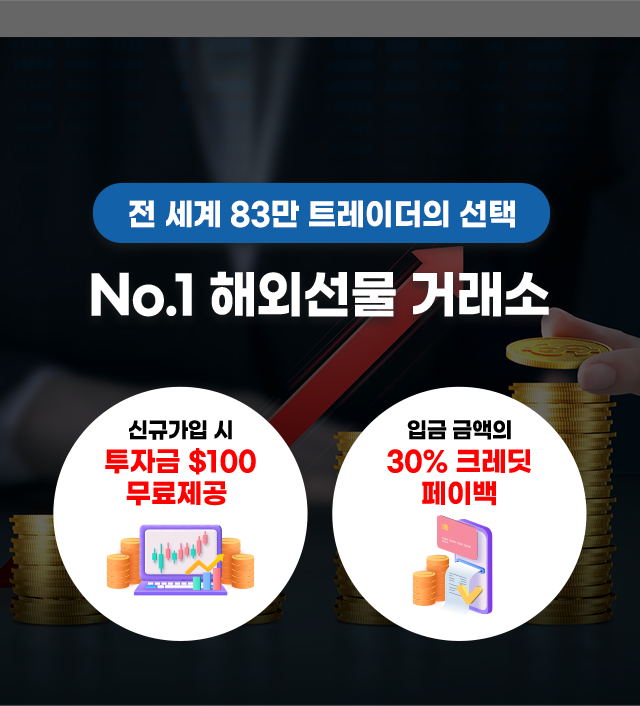 전 세계 83만 트레이더의 선택
No.1 해외선물 거래소
신규가입 시
투자금 $100
무료제공
입금 금액의
30% 크레딧
페이백